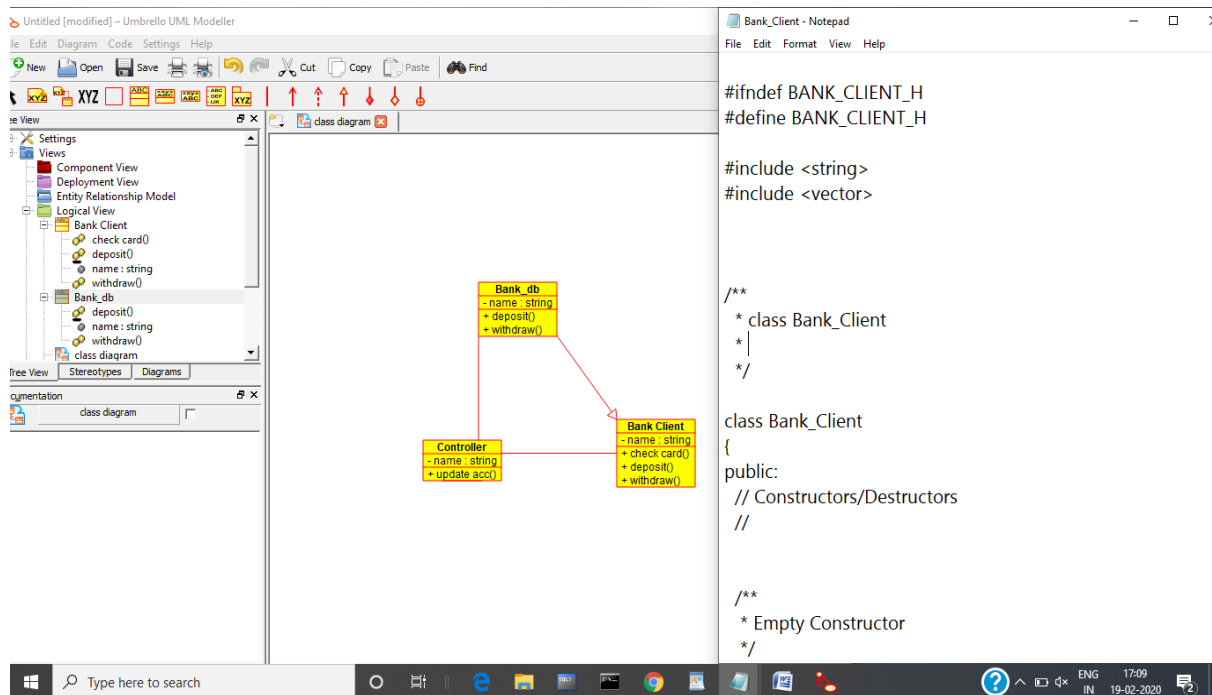 Untitled [modified] – Umbrello UML Modeller
ile Edit Diagram Code Settings Help
New Open Save Cut Copy Paste Find
XYZ XYZ
ee View
class diagram
Settings
Views
Component View
Deployment View
Entity Relationship Model
Logical View
Bank Client
check card()
deposit()
name : string
withdraw()
Bank_db
deposit()
name : string
withdraw()
class diagram
Tree View Stereotypes Diagrams
cumentation
class diagram
Bank_db
- name : string
+ deposit()
+ withdraw()
Controller
- name : string
+ update acc()
Bank Client
- name : string
+ check card()
+ deposit()
+ withdraw()
Bank_Client - Notepad
File Edit Format View Help
#ifndef BANK_CLIENT_H
#define BANK_CLIENT_H
#include <string>
#include <vector>
/**
* class Bank_Client
*
*/
class Bank_Client
{
public:
// Constructors/Destructors
//
/**
* Empty Constructor
*/
Type here to search
ENG
IN
17:09
19-02-2020